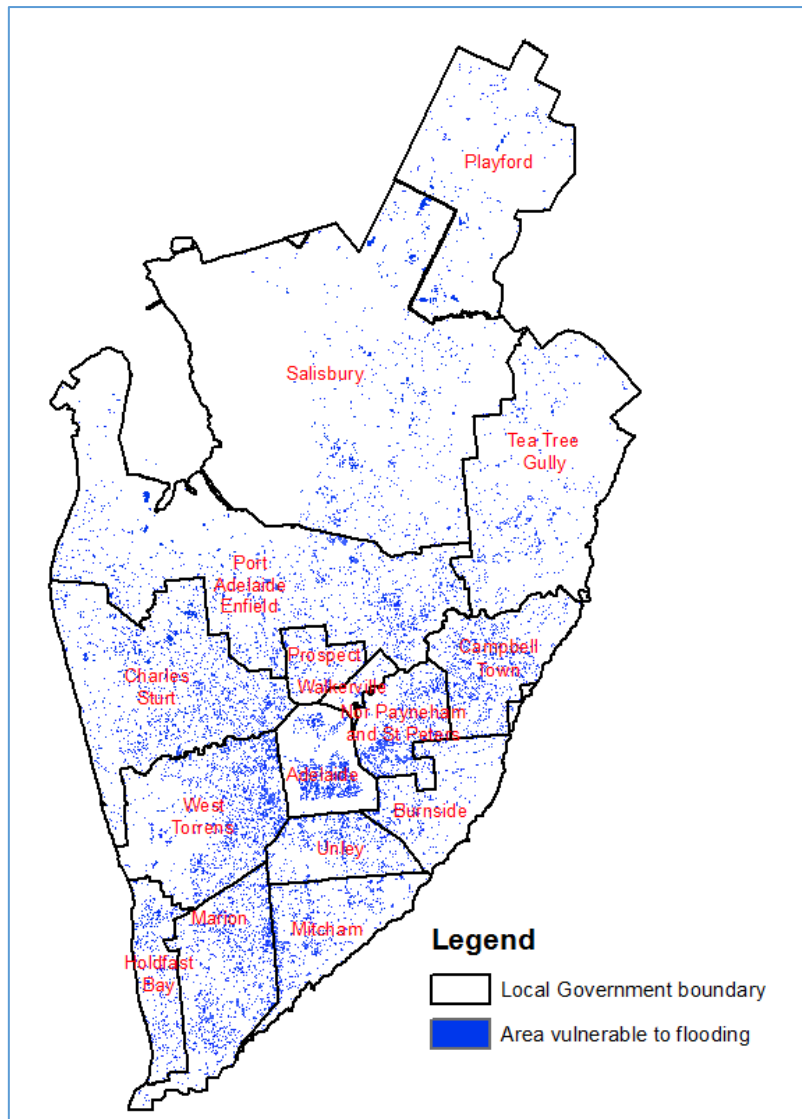 Playford
Salisbury
Tea Tree
Gully
Port
Adelaide
Enfield
Campbell
Town
Prospect
Charles
Sturt
Walkerville
Nor Payneham
and St Peters
Adelaide
West
Torrens
Burnside
Unley
Marion
Mitcham
Holdfast
Bay
Legend
Local Government boundary
Area vulnerable to flooding